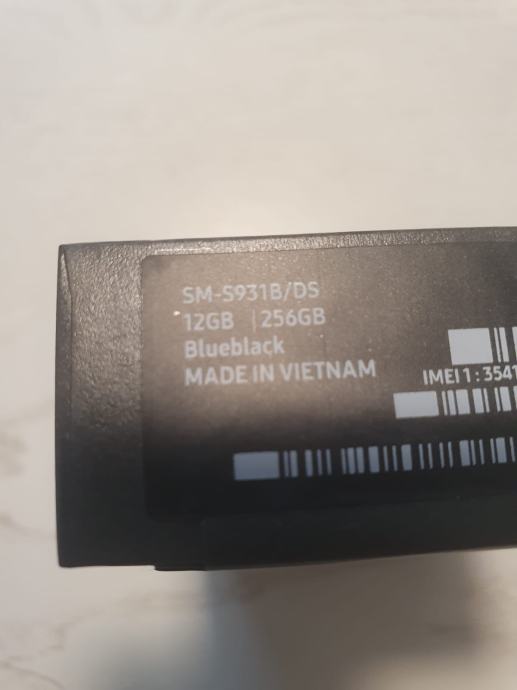 SM-S931B/DS
12GB | 256GB
Blueblack
MADE IN VIETNAM
IMEI 1 : 3541